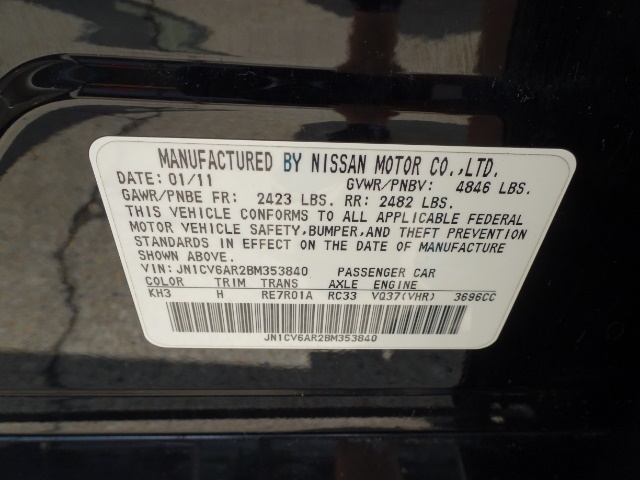 MANUFACTURED BY NISSAN MOTOR CO.,LTD.
DATE: 01/11 GVWR/PNBV: 4846 LBS.
GAWR/PNBE FR: 2423 LBS. RR: 2482 LBS.
THIS VEHICLE CONFORMS TO ALL APPLICABLE FEDERAL
MOTOR VEHICLE SAFETY,BUMPER,AND THEFT PREVENTION
STANDARDS IN EFFECT ON THE DATE OF MANUFACTURE
SHOWN ABOVE.
VIN: JN1CV6AR2BM353840 PASSENGER CAR
COLOR TRIM TRANS AXLE ENGINE
KH3 H RE7R01A RC33 VQ37(VHR) 3696CC
JN1CV6AR2BM353840